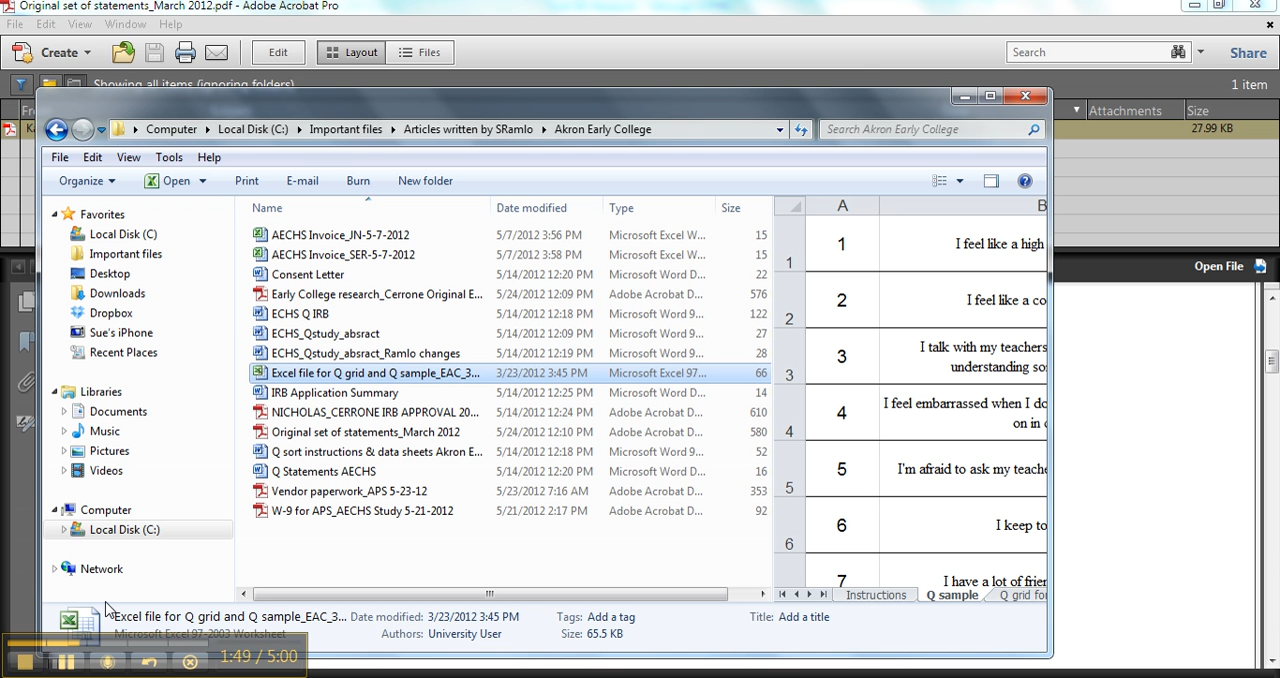 Original set of statements_March 2012.pdf - Adobe Acrobat Pro
File Edit View Window Help
Create Edit Layout Files Search Share
Showing all items (ignoring folders) 1 item
Attachments Size
27.99 KB
Computer Local Disk (C:) Important files Articles written by SRamlo Akron Early College Search Akron Early College
File Edit View Tools Help
Organize Open Print E-mail Burn New folder
Name Date modified Type Size A B
Favorites
Local Disk (C)
Important files
Desktop
Downloads
Dropbox
Sue's iPhone
Recent Places
Libraries
Documents
Music
Pictures
Videos
Computer
Local Disk (C:)
Network
AECHS Invoice_JN-5-7-2012 5/7/2012 3:56 PM Microsoft Excel W... 15
AECHS Invoice_SER-5-7-2012 5/7/2012 3:58 PM Microsoft Excel W... 15
Consent Letter 5/14/2012 12:20 PM Microsoft Word D... 22
Early College research_Cerrone Original E... 5/24/2012 12:09 PM Adobe Acrobat D... 576
ECHS Q IRB 5/14/2012 12:18 PM Microsoft Word 9... 122
ECHS_Qstudy_absract 5/14/2012 12:09 PM Microsoft Word 9... 27
ECHS_Qstudy_absract_Ramlo changes 5/14/2012 12:19 PM Microsoft Word 9... 28
Excel file for Q grid and Q sample_EAC_3... 3/23/2012 3:45 PM Microsoft Excel 97... 66
IRB Application Summary 5/14/2012 12:25 PM Microsoft Word D... 14
NICHOLAS_CERRONE IRB APPROVAL 20... 5/14/2012 12:24 PM Adobe Acrobat D... 610
Original set of statements_March 2012 5/24/2012 12:10 PM Adobe Acrobat D... 580
Q sort instructions & data sheets Akron E... 5/14/2012 12:18 PM Microsoft Word 9... 52
Q Statements AECHS 5/14/2012 12:20 PM Microsoft Word D... 16
Vendor paperwork_APS 5-23-12 5/23/2012 7:16 AM Adobe Acrobat D... 353
W-9 for APS_AECHS Study 5-21-2012 5/21/2012 2:17 PM Adobe Acrobat D... 92
1 1 I feel like a high
2 2 I feel like a co
3 3 I talk with my teachers
understanding so
4 4 I feel embarrassed when I do
on in c
5 5 I'm afraid to ask my teache
6 6 I keep to
7 I have a lot of frie
Instructions Q sample Q grid for
Open File
Excel file for Q grid and Q sample_EAC_3... Date modified: 3/23/2012 3:45 PM Tags: Add a tag Title: Add a title
Microsoft Excel 97-2003 Worksheet Authors: University User Size: 65.5 KB
1:49 / 5:00